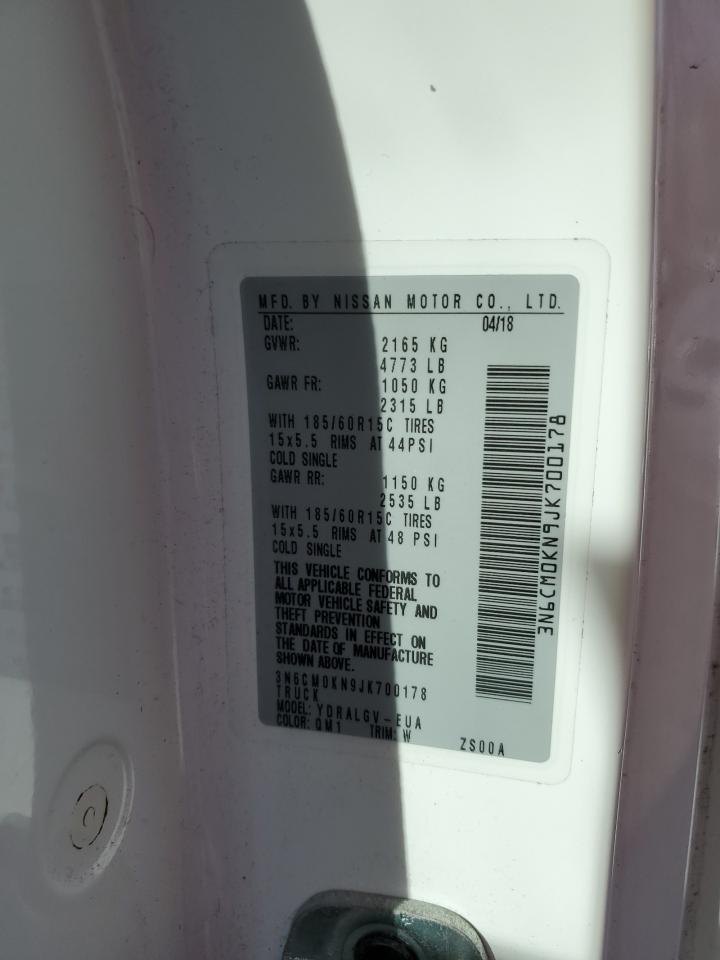 MFD. BY NISSAN MOTOR CO., LTD.
DATE: 04/18
GVWR: 2165 KG
4773 LB
GAWR FR: 1050 KG
2315 LB
WITH 185/60R15C TIRES
15x5.5 RIMS AT 44PSI
COLD SINGLE
GAWR RR: 1150 KG
2535 LB
WITH 185/60R15C TIRES
15x5.5 RIMS AT 48 PSI
COLD SINGLE
THIS VEHICLE CONFORMS TO
ALL APPLICABLE FEDERAL
MOTOR VEHICLE SAFETY AND
THEFT PREVENTION
STANDARDS IN EFFECT ON
THE DATE OF MANUFACTURE
SHOWN ABOVE.
3N6CM0KN9JK700178
TRUCK
MODEL: YDRALGV-EUA
COLOR: QM1 TRIM: W ZS00A
3N6CM0KN9JK700178